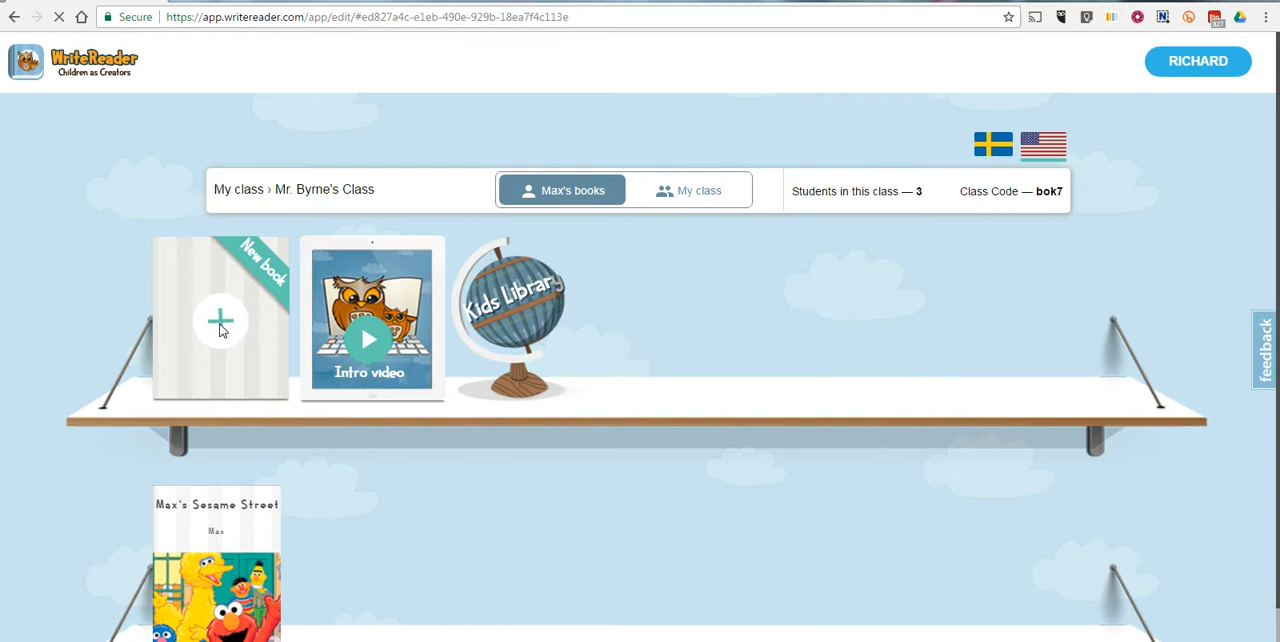 Secure
https://app.writereader.com/app/edit/#ed827a4c-e1eb-490e-929b-18ea7f4c113e
WriteReader
Children as Creators
RICHARD
My class › Mr. Byrne's Class
Max's books
My class
Students in this class — 3
Class Code — bok7
New book
Intro video
Kids Library
feedback
Max's Sesame Street
Max